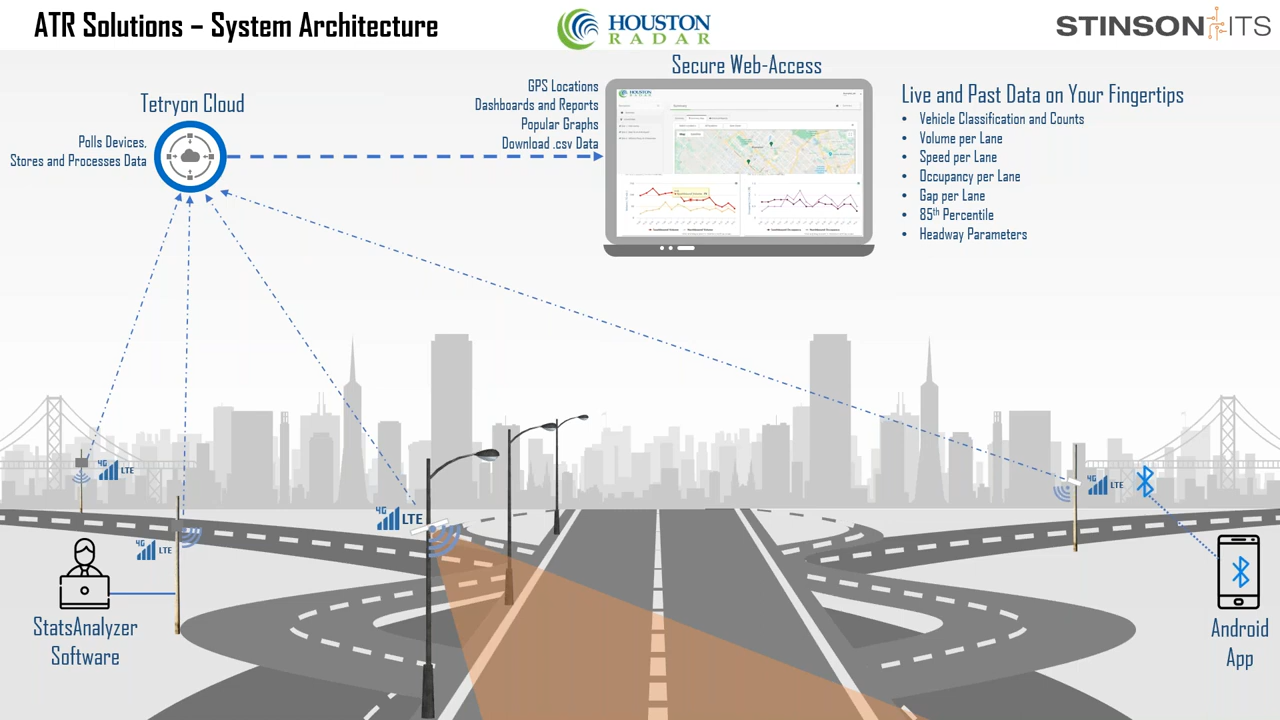 ATR Solutions – System Architecture
HOUSTON
RADAR
STINSON ITS
Secure Web-Access
Tetryon Cloud
Polls Devices,
Stores and Processes Data
GPS Locations
Dashboards and Reports
Popular Graphs
Download .csv Data
Live and Past Data on Your Fingertips
• Vehicle Classification and Counts
• Volume per Lane
• Speed per Lane
• Occupancy per Lane
• Gap per Lane
• 85th Percentile
• Headway Parameters
4G LTE
4G LTE
4G LTE
4G LTE
StatsAnalyzer
Software
Android
App